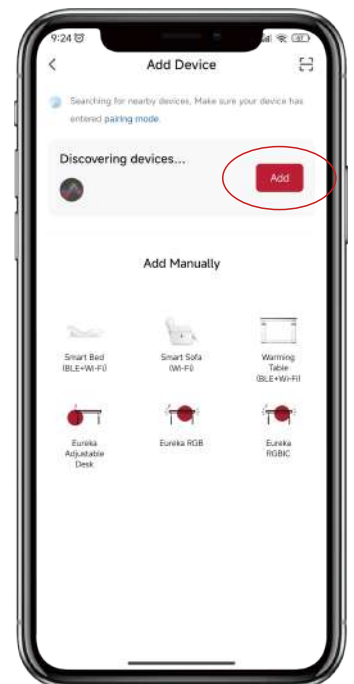 9:24
67
Add Device
Searching for nearby devices. Make sure your device has
entered pairing mode.
Discovering devices...
Add
Add Manually
Smart Bed
(BLE+Wi-Fi)
Smart Sofa
(Wi-Fi)
Warming
Table
(BLE+Wi-Fi)
Eureka
Adjustable
Desk
Eureka RGB
Eureka
RGBIC